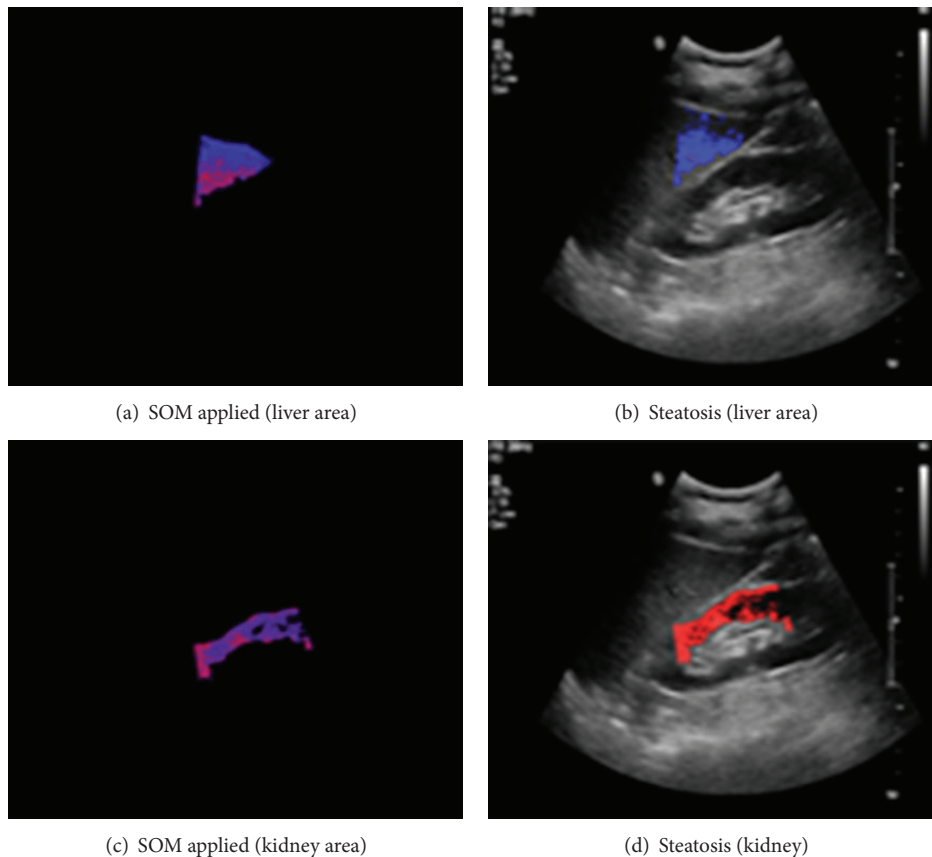 (a) SOM applied (liver area)
(b) Steatosis (liver area)
(c) SOM applied (kidney area)
(d) Steatosis (kidney)